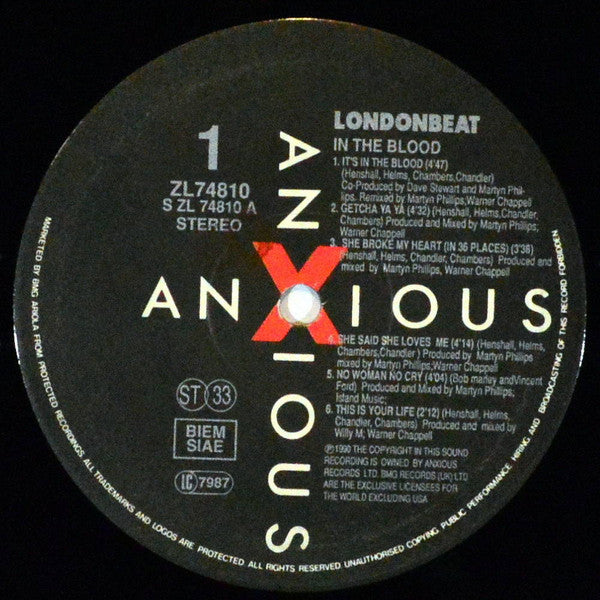 LONDONBEAT
IN THE BLOOD
1
ZL74810
S ZL 74810 A
STEREO
1. IT'S IN THE BLOOD (4'47)
(Henshall, Helms, Chambers,Chandler)
Co-Produced by Dave Stewart and Martyn Phil-
lips. Remixed by Martyn Phillips;Warner Chappell
2. GETCHA YA YA (4'32) (Henshall, Helms,Chandler,
Chambers) Produced and Mixed by Martyn Phillips;
Warner Chappell
3. SHE BROKE MY HEART (IN 36 PLACES) (3'36)
(Henshall, Helms, Chandler, Chambers) Produced and
mixed by Martyn Phillips, Warner Chappell
ANXIOUS
ANXIOUS
4. SHE SAID SHE LOVES ME (4'14) (Henshall, Helms,
Chambers,Chandler) Produced by Martyn Phillips
mixed by Martyn Phillips;Warner Chappell
5. NO WOMAN NO CRY (4'04) (Bob marley andVincent
Ford) Produced and Mixed by Martyn Phillips;
Island Music;
6. THIS IS YOUR LIFE (2'12) (Henshall, Helms,
Chandler, Chambers) Produced and mixed by
Willy M; Warner Chappell
ST 33
BIEM
SIAE
IC 7987
℗1990 THE COPYRIGHT IN THIS SOUND
RECORDING IS OWNED BY ANXIOUS
RECORDS LTD. BMG RECORDS (UK) LTD
ARE THE EXCLUSIVE LICENSEES FOR
THE WORLD EXCLUDING USA
MARKETED BY BMG ARIOLA FROM PROTECTED RECORDINGS. ALL TRADEMARKS AND LOGOS ARE PROTECTED. ALL RIGHTS RESERVED. UNAUTHORISED COPYING PUBLIC PERFORMANCE HIRING AND BROADCASTING OF THIS RECORD FORBIDDEN